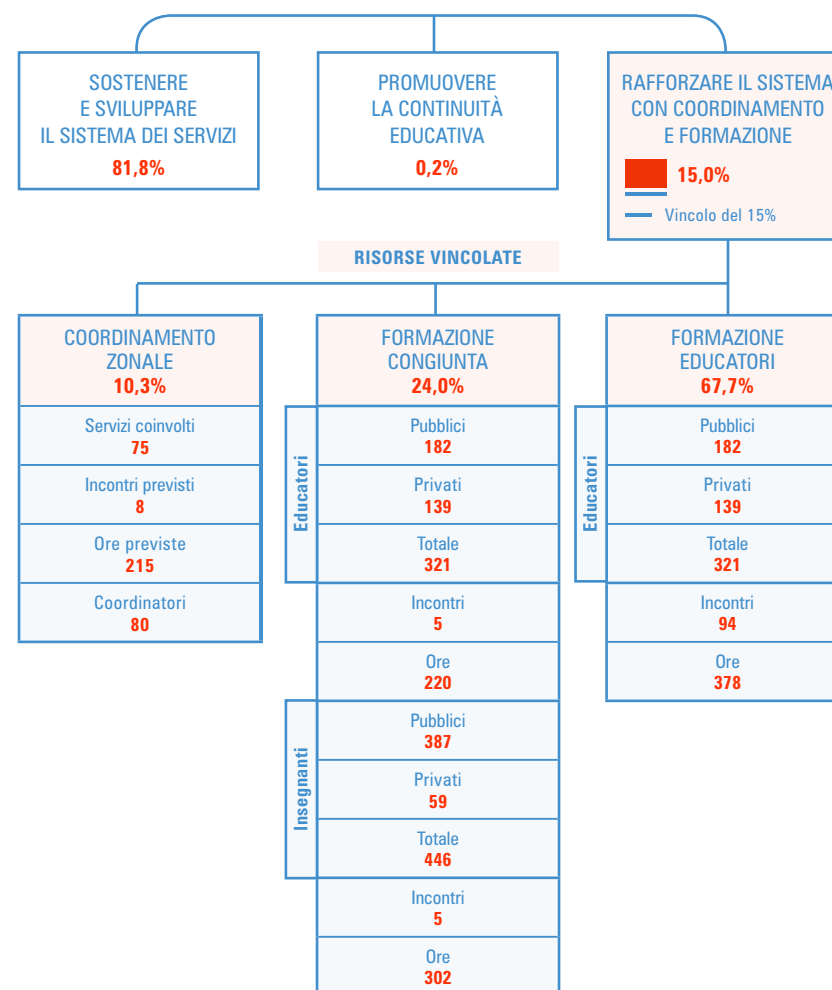 SOSTENERE
E SVILUPPARE
IL SISTEMA DEI SERVIZI
81,8%
PROMUOVERE
LA CONTINUITÀ
EDUCATIVA
0,2%
RAFFORZARE IL SISTEMA
CON COORDINAMENTO
E FORMAZIONE
15,0%
Vincolo del 15%
RISORSE VINCOLATE
COORDINAMENTO
ZONALE
10,3%
Servizi coinvolti
75
Incontri previsti
8
Ore previste
215
Coordinatori
80
FORMAZIONE
CONGIUNTA
24,0%
Educatori
Pubblici
182
Privati
139
Totale
321
Incontri
5
Ore
220
Insegnanti
Pubblici
387
Privati
59
Totale
446
Incontri
5
Ore
302
FORMAZIONE
EDUCATORI
67,7%
Educatori
Pubblici
182
Privati
139
Totale
321
Incontri
94
Ore
378